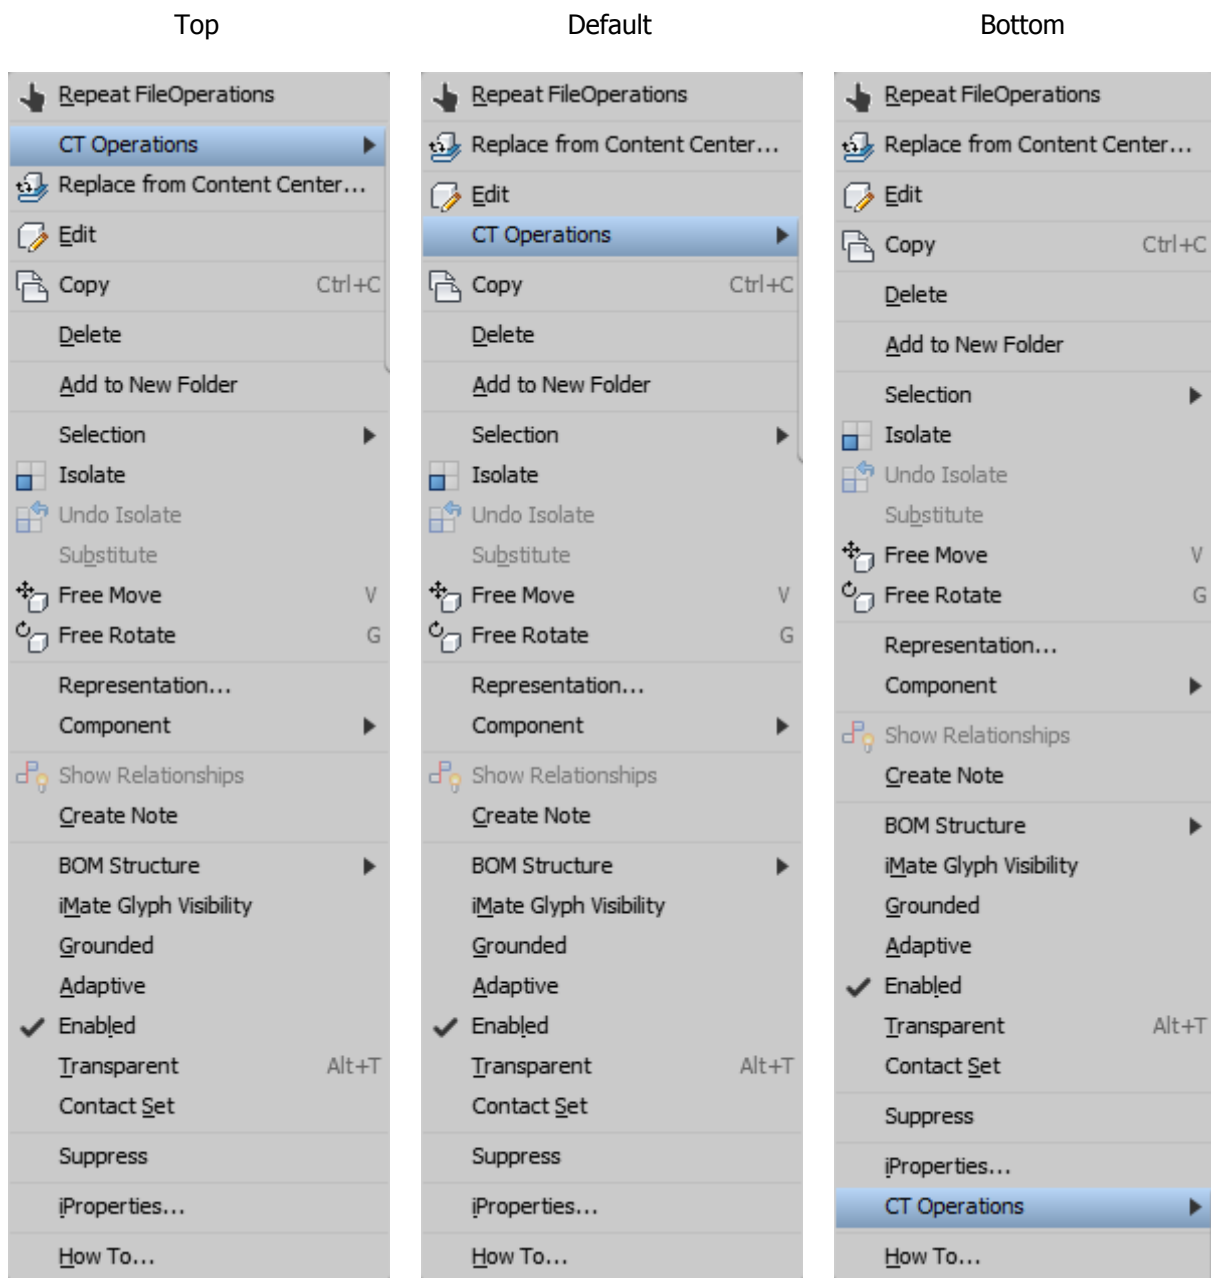 Top
Repeat FileOperations
CT Operations
Replace from Content Center...
Edit
Copy Ctrl+C
Delete
Add to New Folder
Selection
Isolate
Undo Isolate
Substitute
Free Move V
Free Rotate G
Representation...
Component
Show Relationships
Create Note
BOM Structure
iMate Glyph Visibility
Grounded
Adaptive
Enabled
Transparent Alt+T
Contact Set
Suppress
iProperties...
How To...
Default
Repeat FileOperations
Replace from Content Center...
Edit
CT Operations
Copy Ctrl+C
Delete
Add to New Folder
Selection
Isolate
Undo Isolate
Substitute
Free Move V
Free Rotate G
Representation...
Component
Show Relationships
Create Note
BOM Structure
iMate Glyph Visibility
Grounded
Adaptive
Enabled
Transparent Alt+T
Contact Set
Suppress
iProperties...
How To...
Bottom
Repeat FileOperations
Replace from Content Center...
Edit
Copy Ctrl+C
Delete
Add to New Folder
Selection
Isolate
Undo Isolate
Substitute
Free Move V
Free Rotate G
Representation...
Component
Show Relationships
Create Note
BOM Structure
iMate Glyph Visibility
Grounded
Adaptive
Enabled
Transparent Alt+T
Contact Set
Suppress
iProperties...
CT Operations
How To...